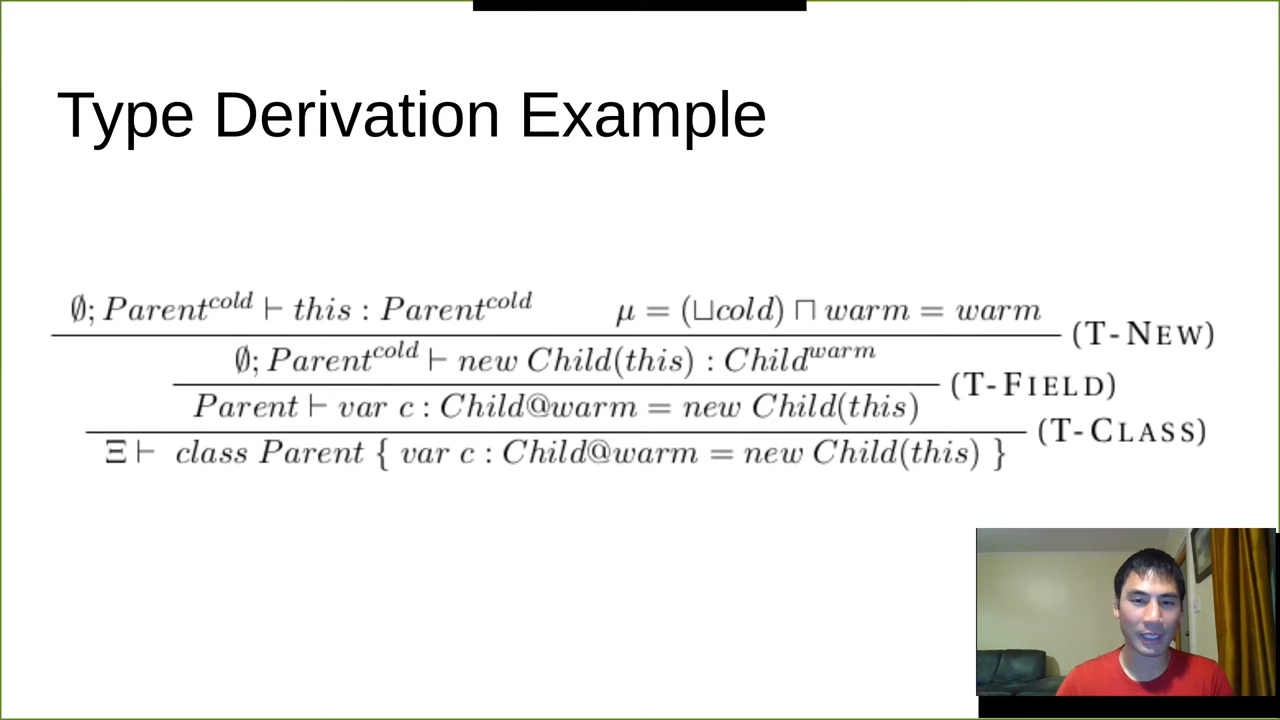 Type Derivation Example
∅; Parent^cold ⊢ this : Parent^cold μ = (⊔cold) ⊓ warm = warm
(T-NEW)
∅; Parent^cold ⊢ new Child(this) : Child^warm
(T-FIELD)
Parent ⊢ var c : Child@warm = new Child(this)
(T-CLASS)
Ξ ⊢ class Parent { var c : Child@warm = new Child(this) }